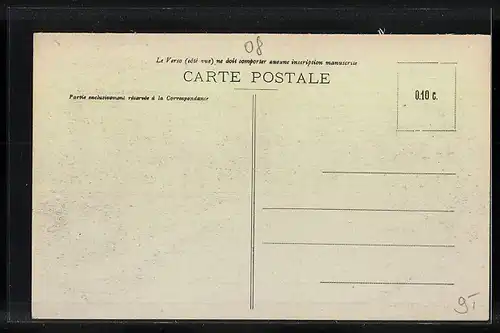 08
Le Verso (côté vue) ne doit comporter aucune inscription manuscrite
CARTE POSTALE
Partie exclusivement réservée à la Correspondance
0.10 c.